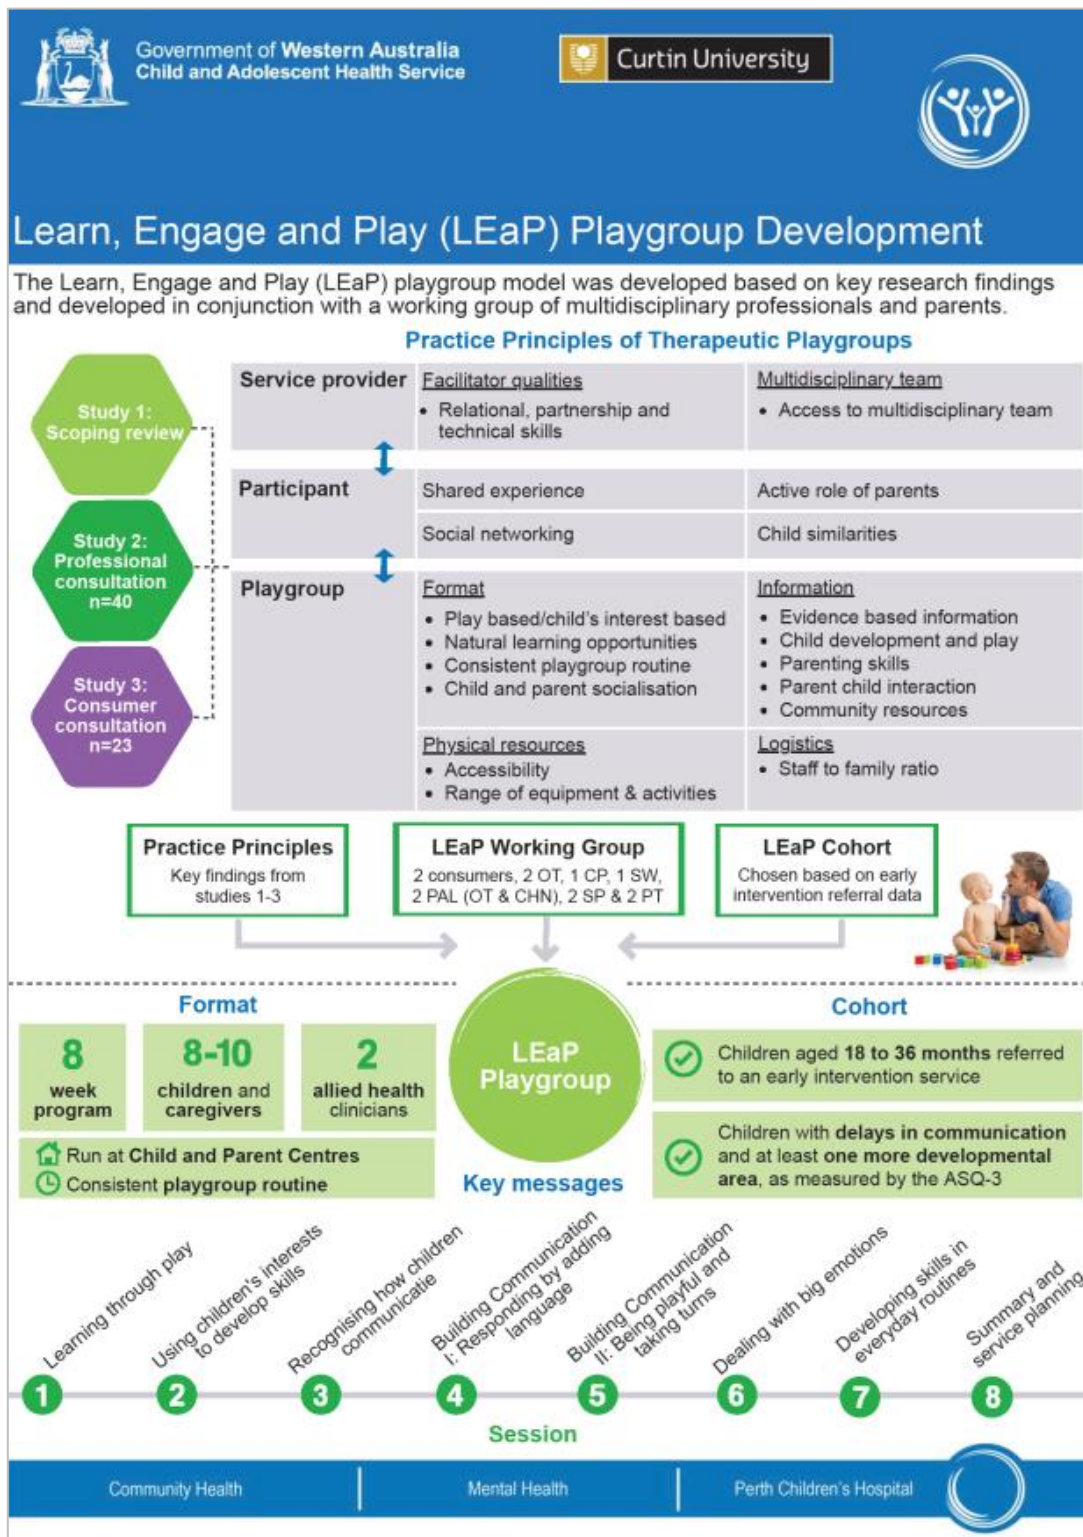 Government of Western Australia
Child and Adolescent Health Service
Curtin University
Learn, Engage and Play (LEaP) Playgroup Development
The Learn, Engage and Play (LEaP) playgroup model was developed based on key research findings
and developed in conjunction with a working group of multidisciplinary professionals and parents.
Practice Principles of Therapeutic Playgroups
Study 1:
Scoping review
Study 2:
Professional
consultation
n=40
Study 3:
Consumer
consultation
n=23
Service provider
Facilitator qualities
• Relational, partnership and
technical skills
Multidisciplinary team
• Access to multidisciplinary team
Participant
Shared experience
Active role of parents
Social networking
Child similarities
Playgroup
Format
• Play based/child's interest based
• Natural learning opportunities
• Consistent playgroup routine
• Child and parent socialisation
Information
• Evidence based information
• Child development and play
• Parenting skills
• Parent child interaction
• Community resources
Physical resources
• Accessibility
• Range of equipment & activities
Logistics
• Staff to family ratio
Practice Principles
Key findings from
studies 1-3
LEaP Working Group
2 consumers, 2 OT, 1 CP, 1 SW,
2 PAL (OT & CHN), 2 SP & 2 PT
LEaP Cohort
Chosen based on early
intervention referral data
Format
8
week
program
8-10
children and
caregivers
2
allied health
clinicians
Run at Child and Parent Centres
Consistent playgroup routine
LEaP
Playgroup
Cohort
Children aged 18 to 36 months referred
to an early intervention service
Children with delays in communication
and at least one more developmental
area, as measured by the ASQ-3
Key messages
Learning through play
Using children's interests
to develop skills
Recognising how children
communicatie
Building Communication
I: Responding by adding
language
Building Communication
II: Being playful and
taking turns
Dealing with big emotions
Developing skills in
everyday routines
Summary and
service planning
1
2
3
4
5
6
7
8
Session
Community Health
Mental Health
Perth Children's Hospital